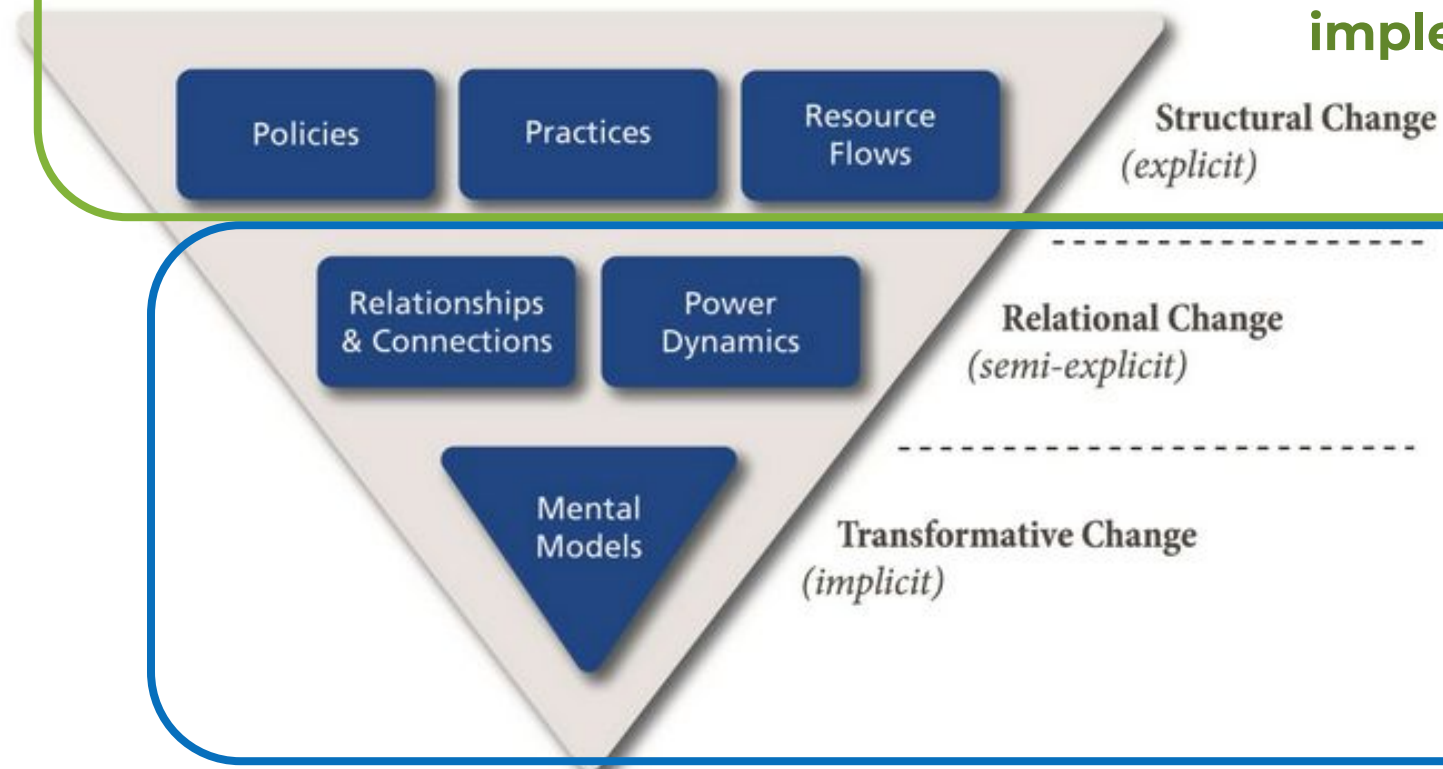 Policies
Practices
Resource
Flows
Structural Change
(explicit)
Relationships
& Connections
Power
Dynamics
Relational Change
(semi-explicit)
Mental
Models
Transformative Change
(implicit)